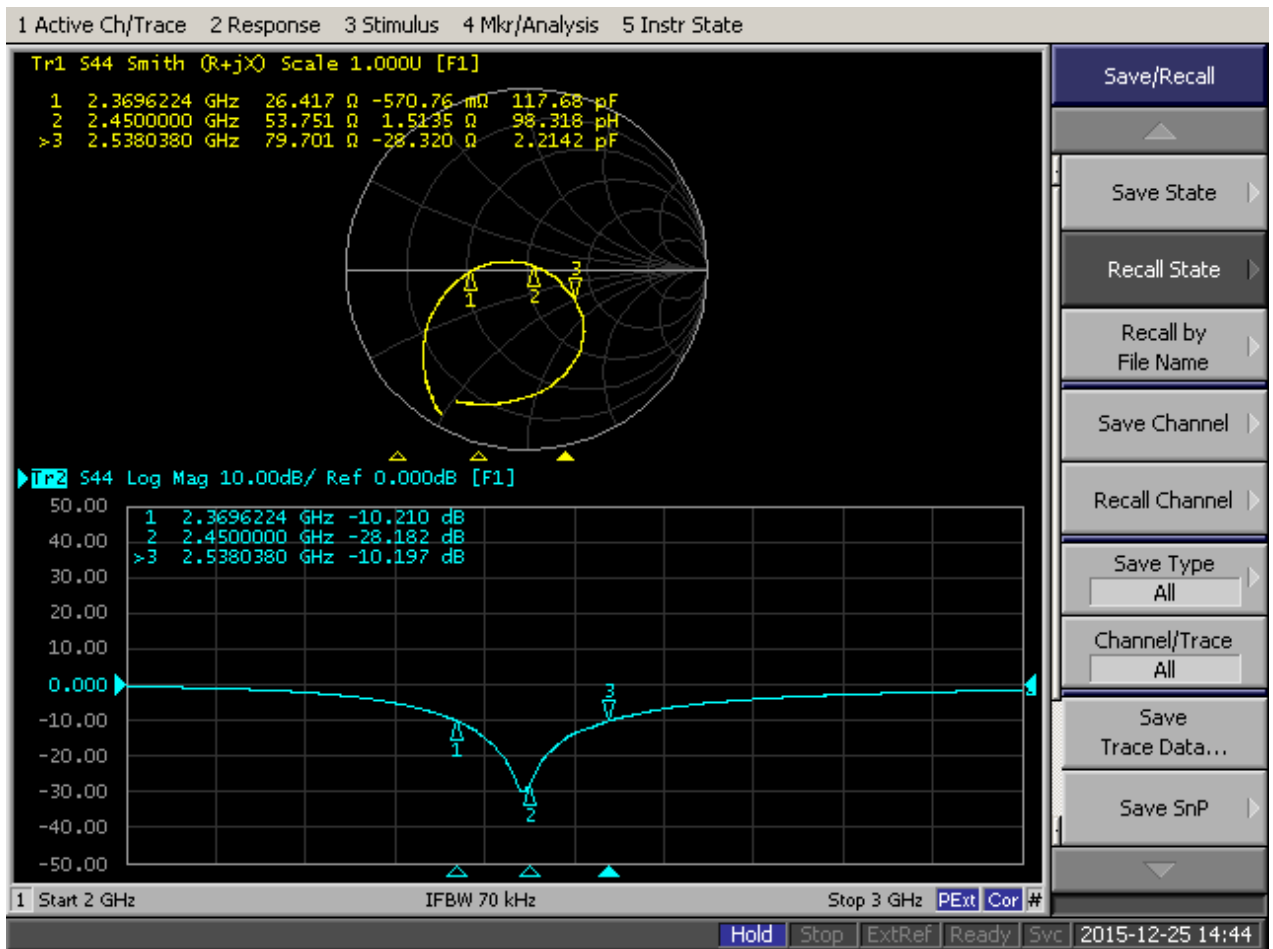 1 Active Ch/Trace 2 Response 3 Stimulus 4 Mkr/Analysis 5 Instr State
Tr1 S44 Smith (R+jX) Scale 1.000U [F1]
1 2.3696224 GHz 26.417 Ω -570.76 mΩ 117.68 pF
2 2.4500000 GHz 53.751 Ω 1.5135 Ω 98.318 pH
>3 2.5380380 GHz 79.701 Ω -28.320 Ω 2.2142 pF
1
2
3
Tr2 S44 Log Mag 10.00dB/ Ref 0.000dB [F1]
50.00
40.00
30.00
20.00
10.00
0.000
-10.00
-20.00
-30.00
-40.00
-50.00
1 2.3696224 GHz -10.210 dB
2 2.4500000 GHz -28.182 dB
>3 2.5380380 GHz -10.197 dB
1
2
3
1 Start 2 GHz IFBW 70 kHz Stop 3 GHz PExt Cor #
Hold Stop ExtRef Ready Svc 2015-12-25 14:44
Save/Recall
Save State
Recall State
Recall by
File Name
Save Channel
Recall Channel
Save Type
All
Channel/Trace
All
Save
Trace Data...
Save SnP